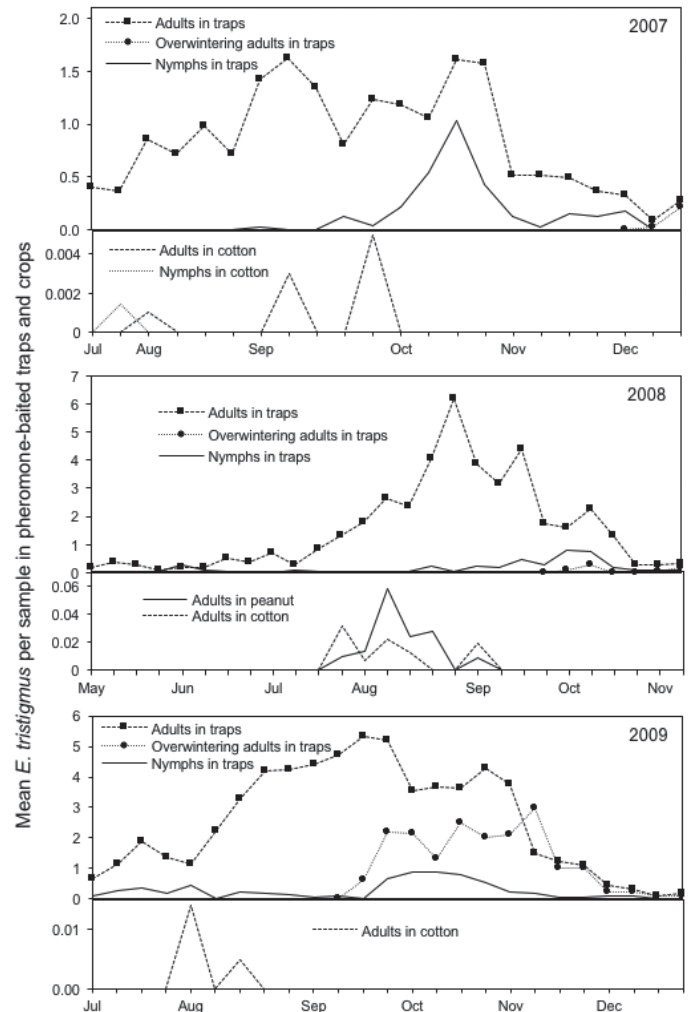 Mean E. tristigmus per sample in pheromone-baited traps and crops
2.0
1.5
1.0
0.5
0.0
Adults in traps
Overwintering adults in traps
Nymphs in traps
2007
0.004
0.002
0
Adults in cotton
Nymphs in cotton
Jul Aug Sep Oct Nov Dec
7
6
5
4
3
2
1
0
Adults in traps
Overwintering adults in traps
Nymphs in traps
2008
0.06
0.04
0.02
0
Adults in peanut
Adults in cotton
May Jun Jul Aug Sep Oct Nov
6
5
4
3
2
1
0
Adults in traps
Overwintering adults in traps
Nymphs in traps
2009
0.01
0.00
Adults in cotton
Jul Aug Sep Oct Nov Dec